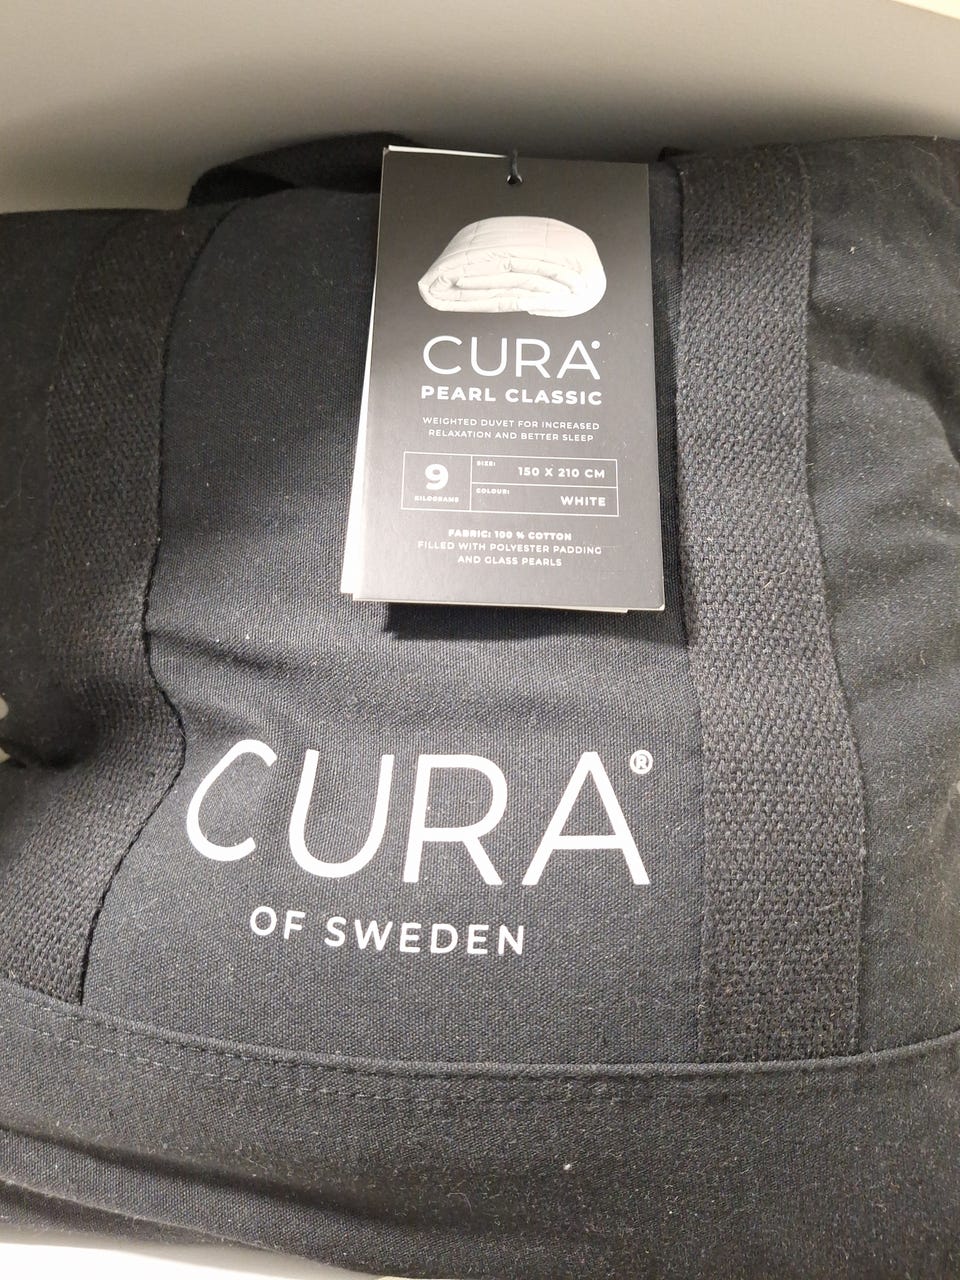 CURA
PEARL CLASSIC
WEIGHTED DUVET FOR INCREASED
RELAXATION AND BETTER SLEEP
9
KILOGRAMS
SIZE:
150 X 210 CM
COLOUR:
WHITE
FABRIC: 100 % COTTON
FILLED WITH POLYESTER PADDING
AND GLASS PEARLS
CURA®
OF SWEDEN